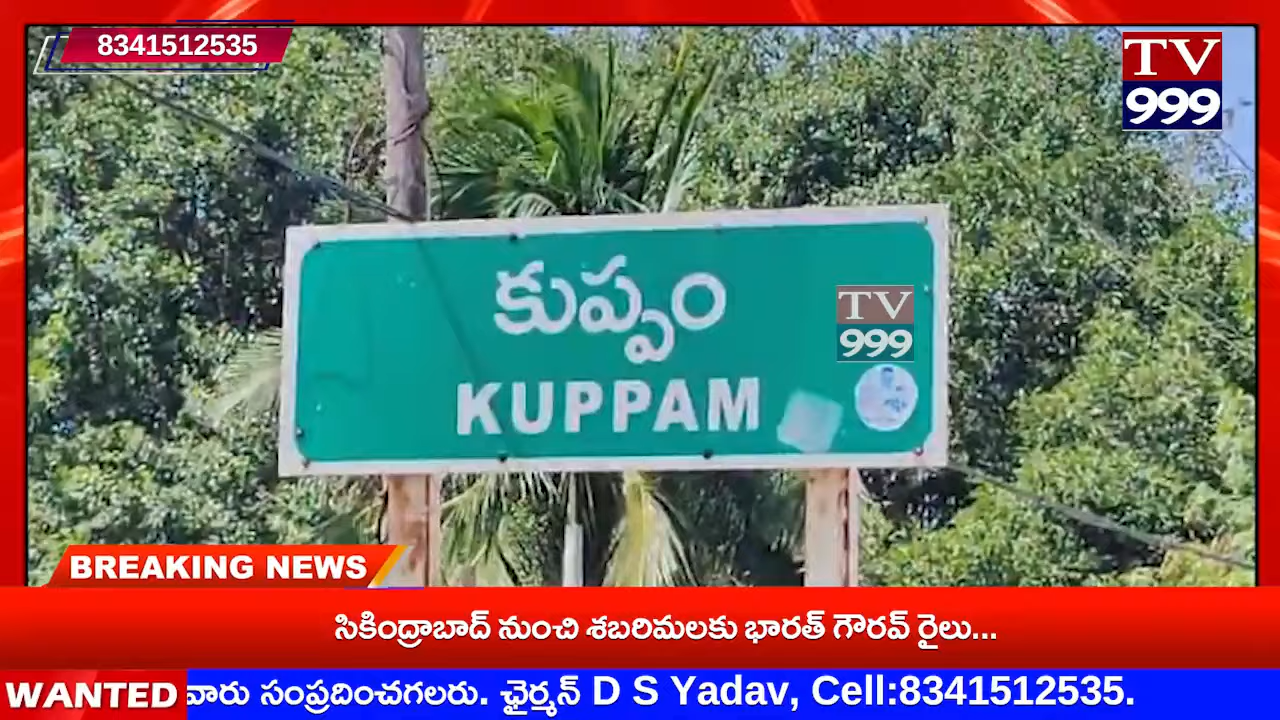 8341512535
TV
999
కుప్పం
TV
999
KUPPAM
BREAKING NEWS
సికింద్రాబాద్ నుంచి శబరిమలకు భారత్ గౌరవ్ రైలు...
WANTED వారు సంప్రదించగలరు. ఛైర్మన్ D S Yadav, Cell:8341512535.